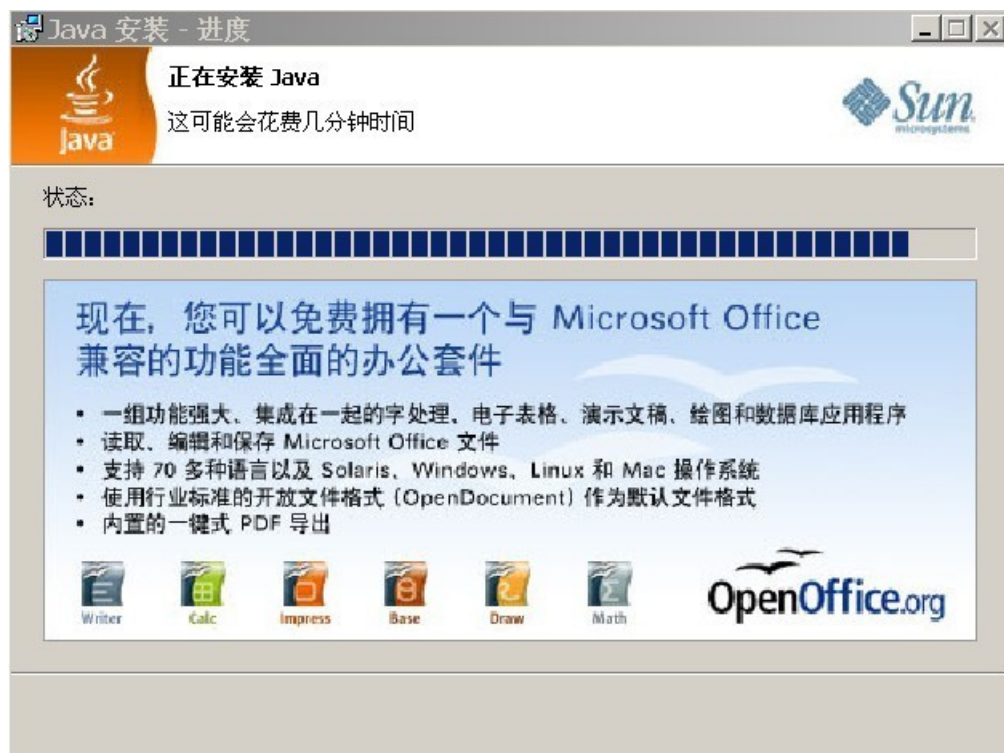 Java 安装 - 进度
正在安装 Java
这可能会花费几分钟时间
Java
Sun
microsystems
状态：
现在，您可以免费拥有一个与 Microsoft Office
兼容的功能全面的办公套件
• 一组功能强大、集成在一起的字处理、电子表格、演示文稿、绘图和数据库应用程序
• 读取、编辑和保存 Microsoft Office 文件
• 支持 70 多种语言以及 Solaris、Windows、Linux 和 Mac 操作系统
• 使用行业标准的开放文件格式 (OpenDocument) 作为默认文件格式
• 内置的一键式 PDF 导出
Writer Calc Impress Base Draw Math
OpenOffice.org